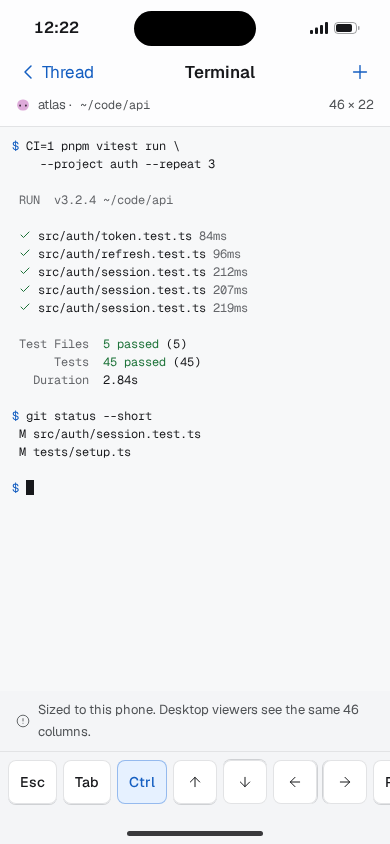 12:22
Thread
Terminal
atlas · ~/code/api
46 × 22
$ CI=1 pnpm vitest run \
--project auth --repeat 3
RUN v3.2.4 ~/code/api
✓ src/auth/token.test.ts 84ms
✓ src/auth/refresh.test.ts 96ms
✓ src/auth/session.test.ts 212ms
✓ src/auth/session.test.ts 207ms
✓ src/auth/session.test.ts 219ms
Test Files 5 passed (5)
Tests 45 passed (45)
Duration 2.84s
$ git status --short
M src/auth/session.test.ts
M tests/setup.ts
$
Sized to this phone. Desktop viewers see the same 46
columns.
Esc Tab Ctrl ↑ ↓ ← →